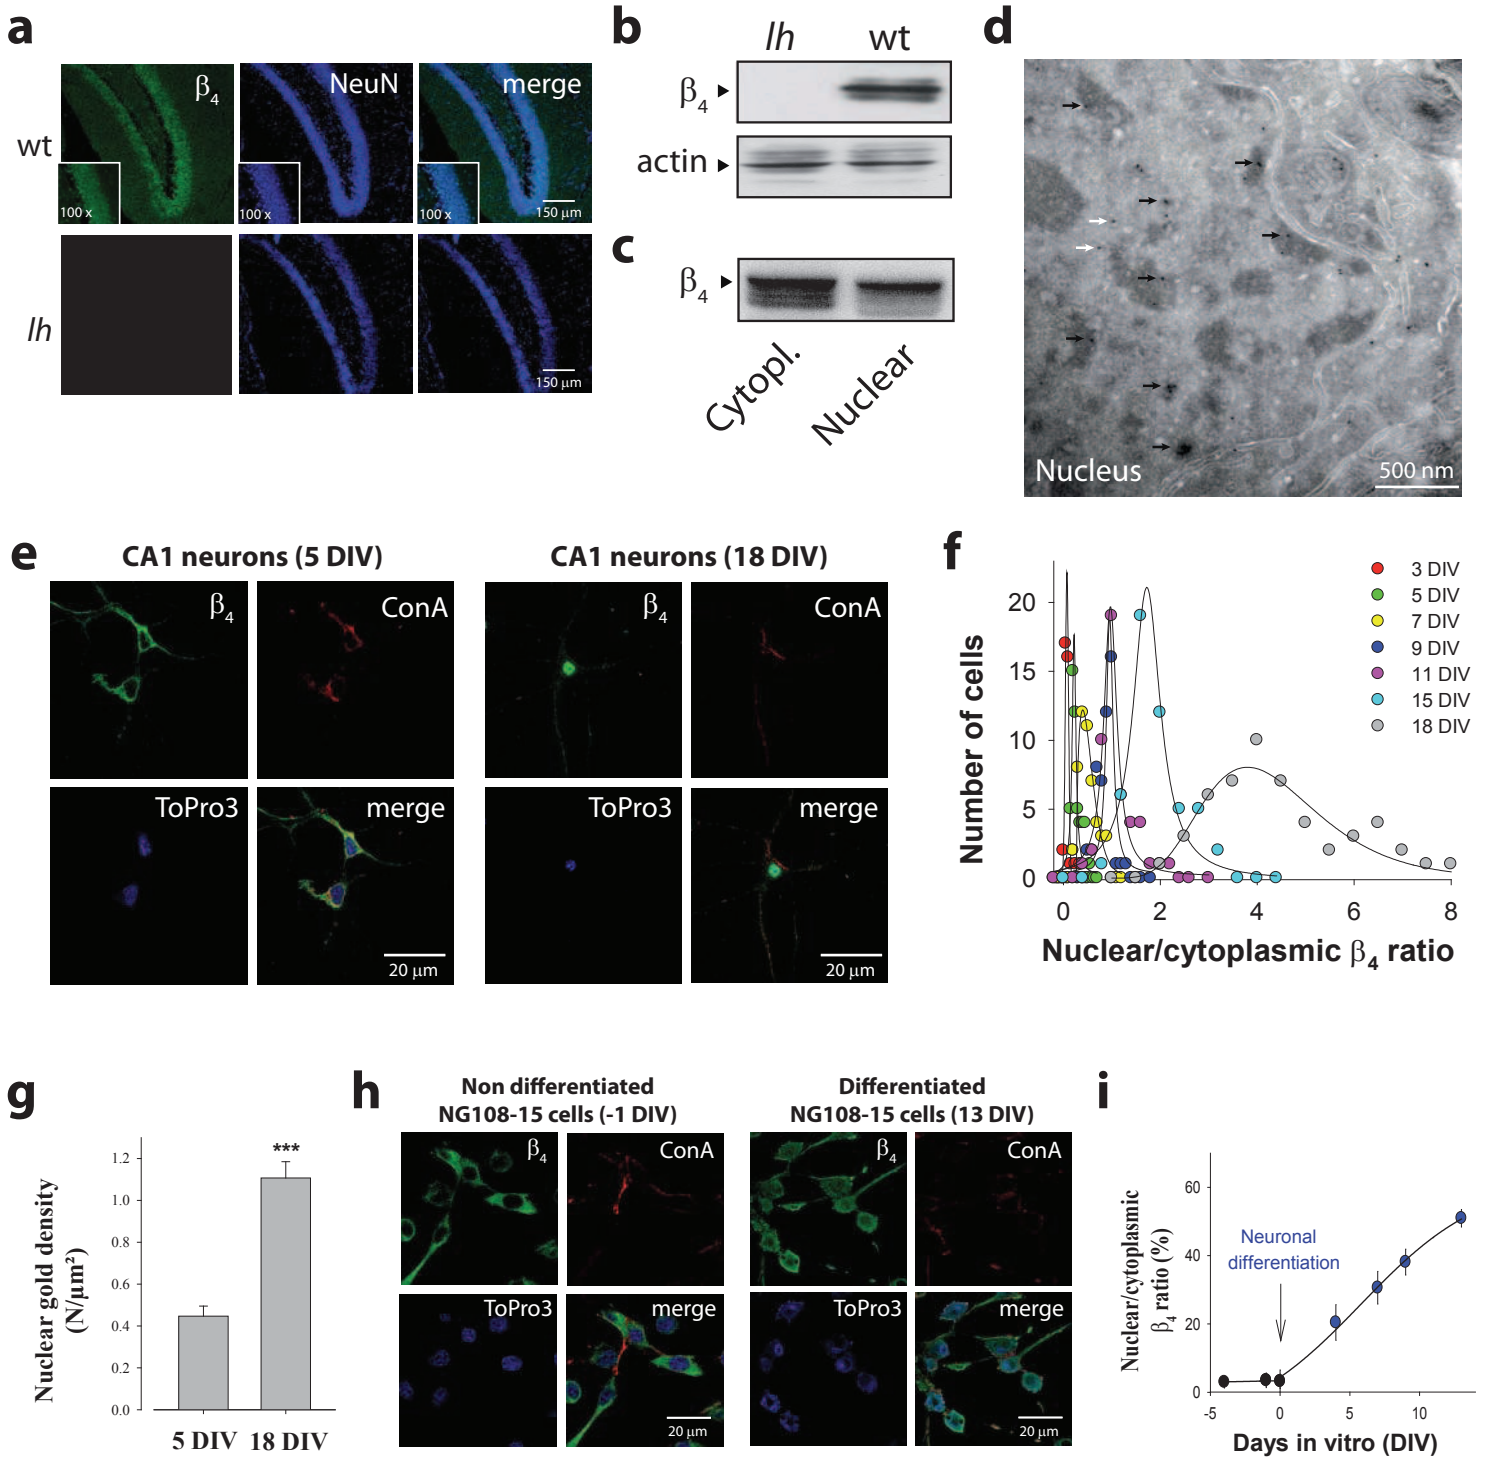 a
β4
NeuN
merge
wt
100 x
100 x
100 x
150 µm
lh
150 µm
b
lh
wt
β4
actin
c
β4
Cytopl.
Nuclear
d
Nucleus
500 nm
e
CA1 neurons (5 DIV)
CA1 neurons (18 DIV)
β4
ConA
β4
ConA
ToPro3
merge
ToPro3
merge
20 µm
20 µm
f
3 DIV
5 DIV
7 DIV
9 DIV
11 DIV
15 DIV
18 DIV
Number of cells
20
15
10
5
0
0 2 4 6 8
Nuclear/cytoplasmic β4 ratio
g
Nuclear gold density
(N/µm²)
***
1.2
1.0
0.8
0.6
0.4
0.2
0.0
5 DIV 18 DIV
h
Non differentiated
NG108-15 cells (-1 DIV)
Differentiated
NG108-15 cells (13 DIV)
β4
ConA
β4
ConA
ToPro3
merge
ToPro3
merge
20 µm
20 µm
i
Nuclear/cytoplasmic
β4 ratio (%)
60
40
20
0
Neuronal
differentiation
-5 0 5 10
Days in vitro (DIV)